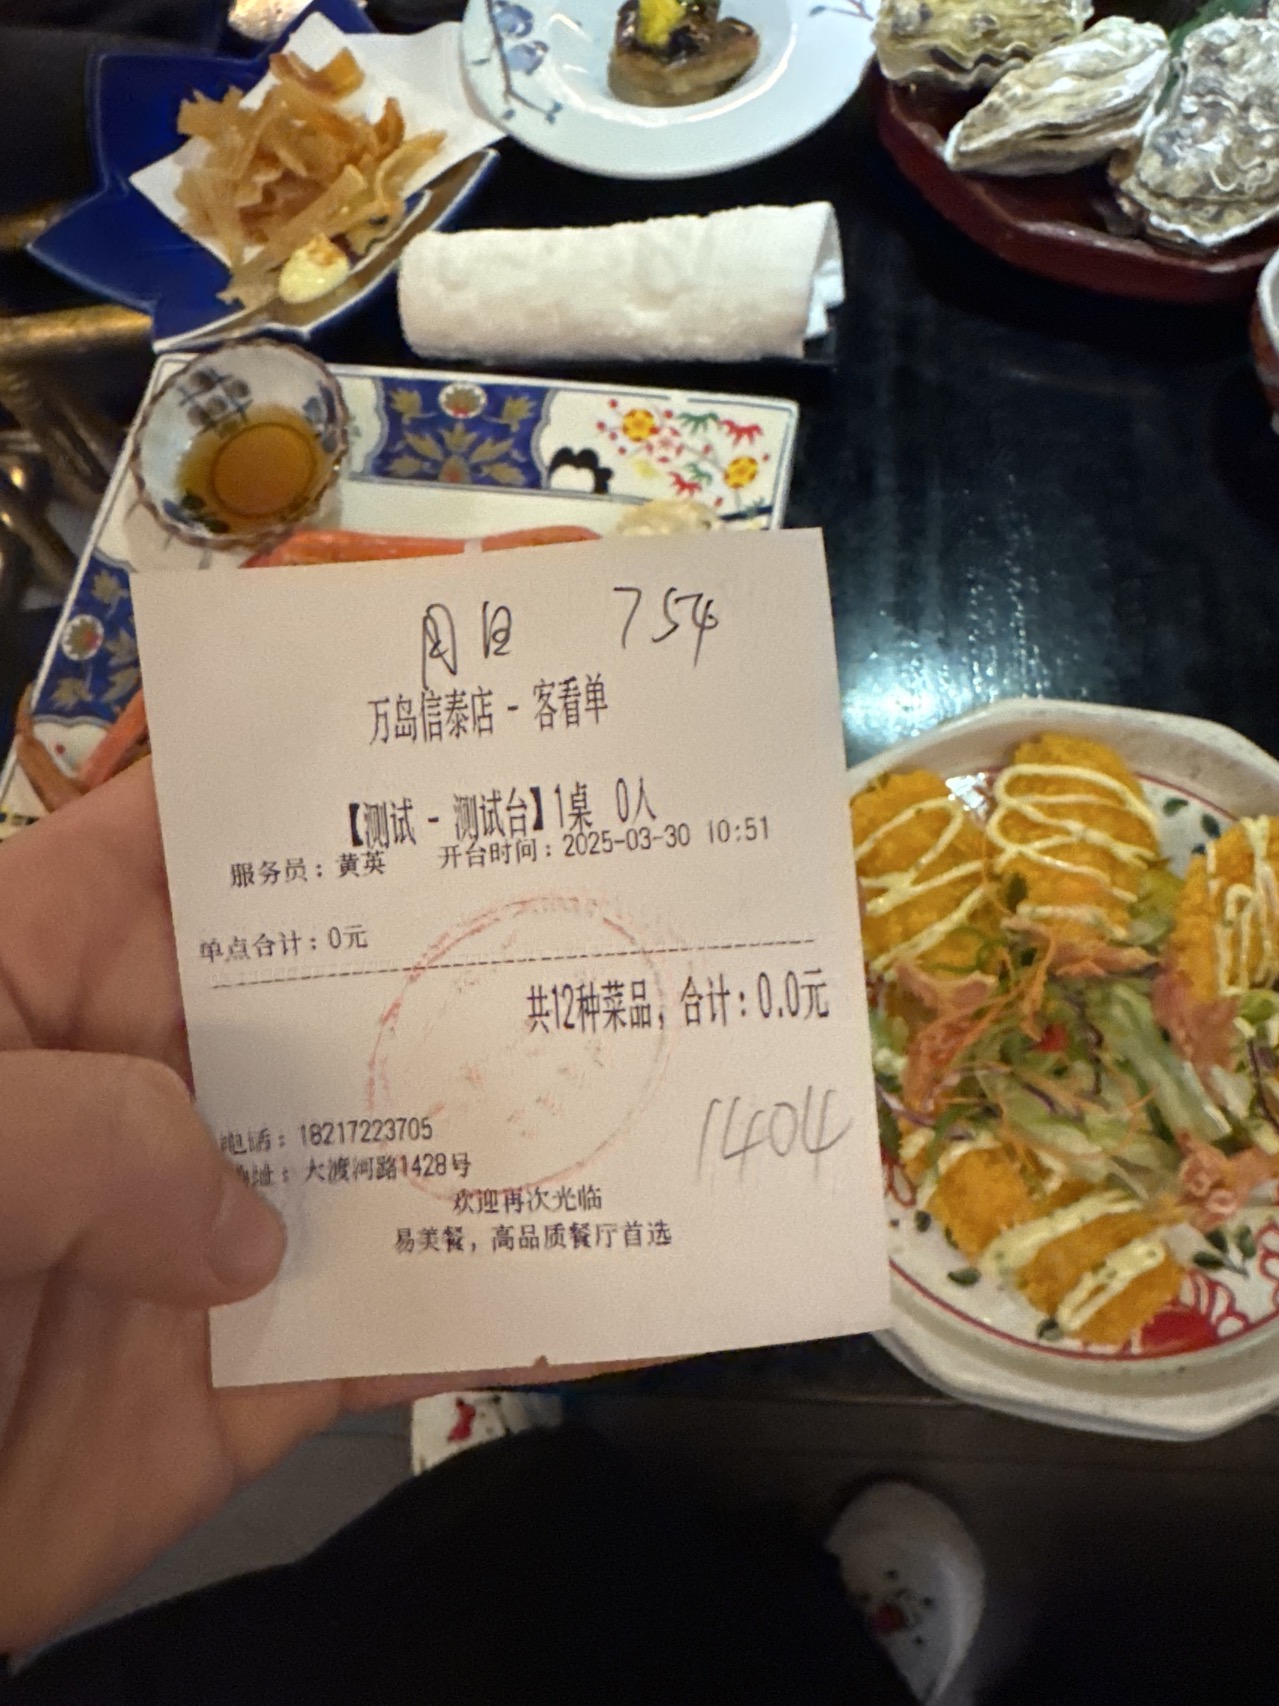 周日 754
万岛信泰店 - 客看单
【测试 - 测试台】1桌 0人
服务员：黄英 开台时间：2025-03-30 10:51
单点合计：0元
共12种菜品，合计：0.0元
1404
电话：18217223705
地址：大渡河路1428号
欢迎再次光临
易美餐，高品质餐厅首选